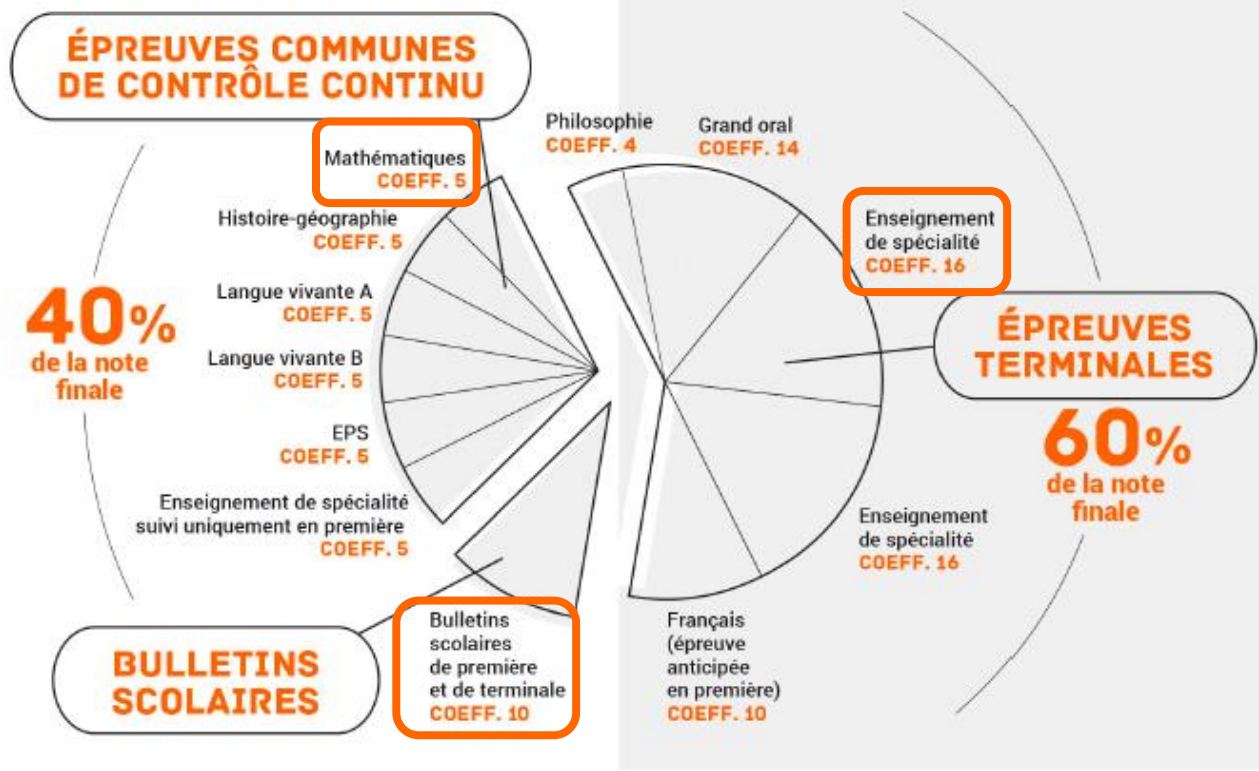 ÉPREUVES COMMUNES
DE CONTRÔLE CONTINU
Mathématiques
COEFF. 5
Histoire-géographie
COEFF. 5
Langue vivante A
COEFF. 5
Langue vivante B
COEFF. 5
EPS
COEFF. 5
Enseignement de spécialité
suivi uniquement en première
COEFF. 5
40%
de la note
finale
BULLETINS
SCOLAIRES
Bulletins
scolaires
de première
et de terminale
COEFF. 10
Philosophie
COEFF. 4
Grand oral
COEFF. 14
Enseignement
de spécialité
COEFF. 16
ÉPREUVES
TERMINALES
60%
de la note
finale
Enseignement
de spécialité
COEFF. 16
Français
(épreuve
anticipée
en première)
COEFF. 10